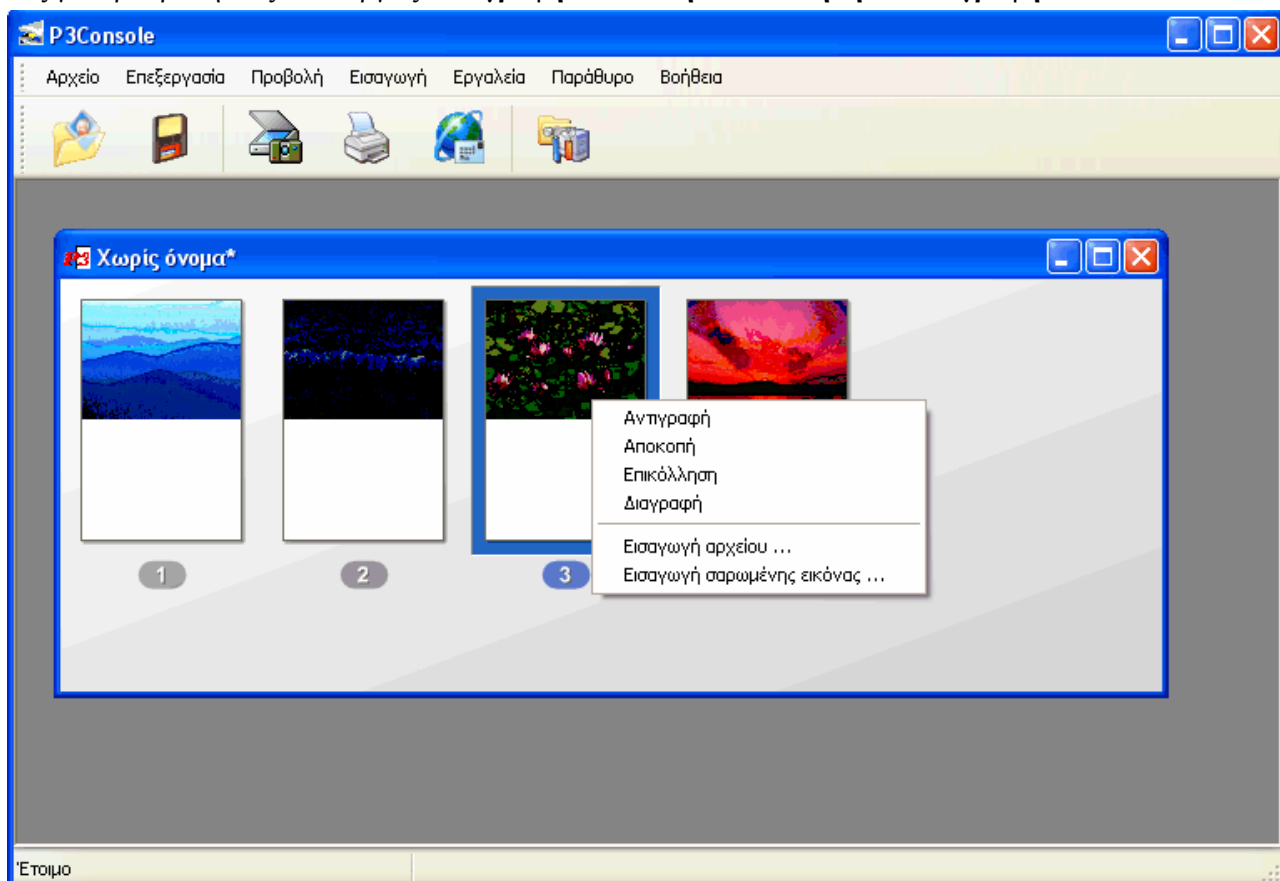 P3Console
Αρχείο Επεξεργασία Προβολή Εισαγωγή Εργαλεία Παράθυρο Βοήθεια
Χωρίς όνομα*
Αντιγραφή
Αποκοπή
Επικόλληση
Διαγραφή
Εισαγωγή αρχείου ...
Εισαγωγή σαρωμένης εικόνας ...
1 2 3
Έτοιμο